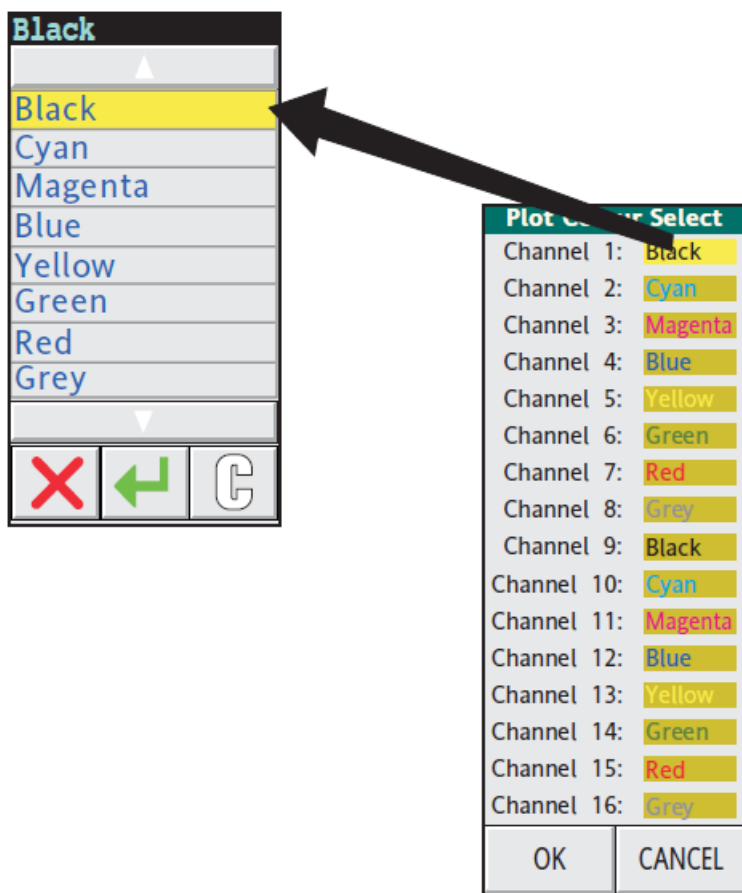 Black
Black
Cyan
Magenta
Blue
Yellow
Green
Red
Grey
C
Plot Select
Channel 1: Black
Channel 2: Cyan
Channel 3: Magenta
Channel 4: Blue
Channel 5: Yellow
Channel 6: Green
Channel 7: Red
Channel 8: Grey
Channel 9: Black
Channel 10: Cyan
Channel 11: Magenta
Channel 12: Blue
Channel 13: Yellow
Channel 14: Green
Channel 15: Red
Channel 16: Grey
OK CANCEL